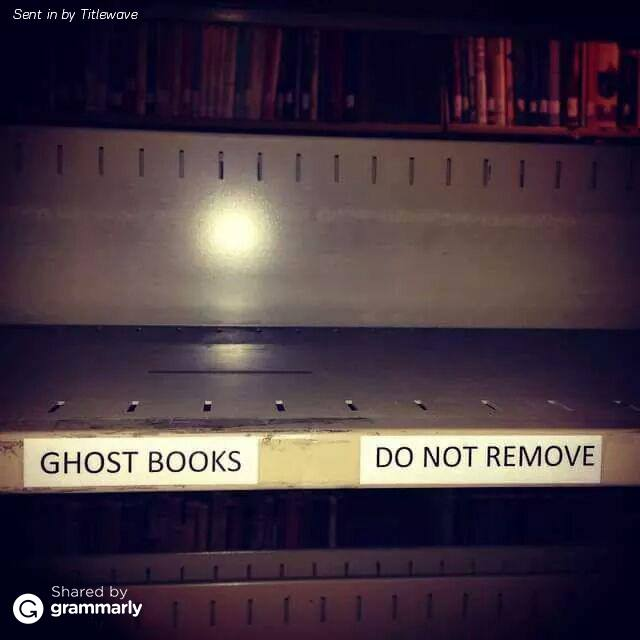 Sent in by Titlewave
GHOST BOOKS
DO NOT REMOVE
Shared by
grammarly